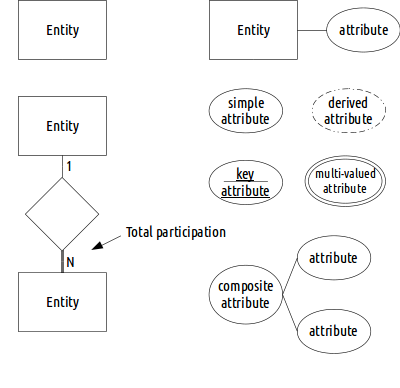 Entity
Entity
attribute
Entity
simple
attribute
derived
attribute
1
key
attribute
multi-valued
attribute
Total participation
N
Entity
attribute
composite
attribute
attribute